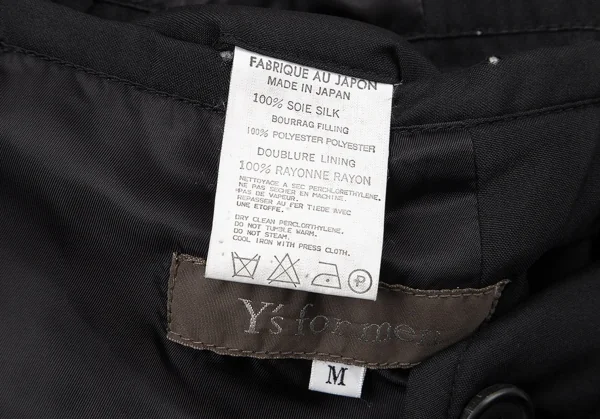 FABRIQUE AU JAPON
MADE IN JAPAN
100% SOIE SILK
BOURRAG FILLING
100% POLYESTER POLYESTER
DOUBLURE LINING
100% RAYONNE RAYON
NETTOYAGE A SEC PERCHLORETHYLENE.
NE PAS SECHER EN MACHINE.
PAS DE VAPEUR.
REPASSER AU FER TIEDE AVEC
UNE ETOFFE.
DRY CLEAN PERCLORTHYLENE.
DO NOT TUMBLE WARM.
DO NOT STEAM.
COOL IRON WITH PRESS CLOTH.
P
Y's for men
M